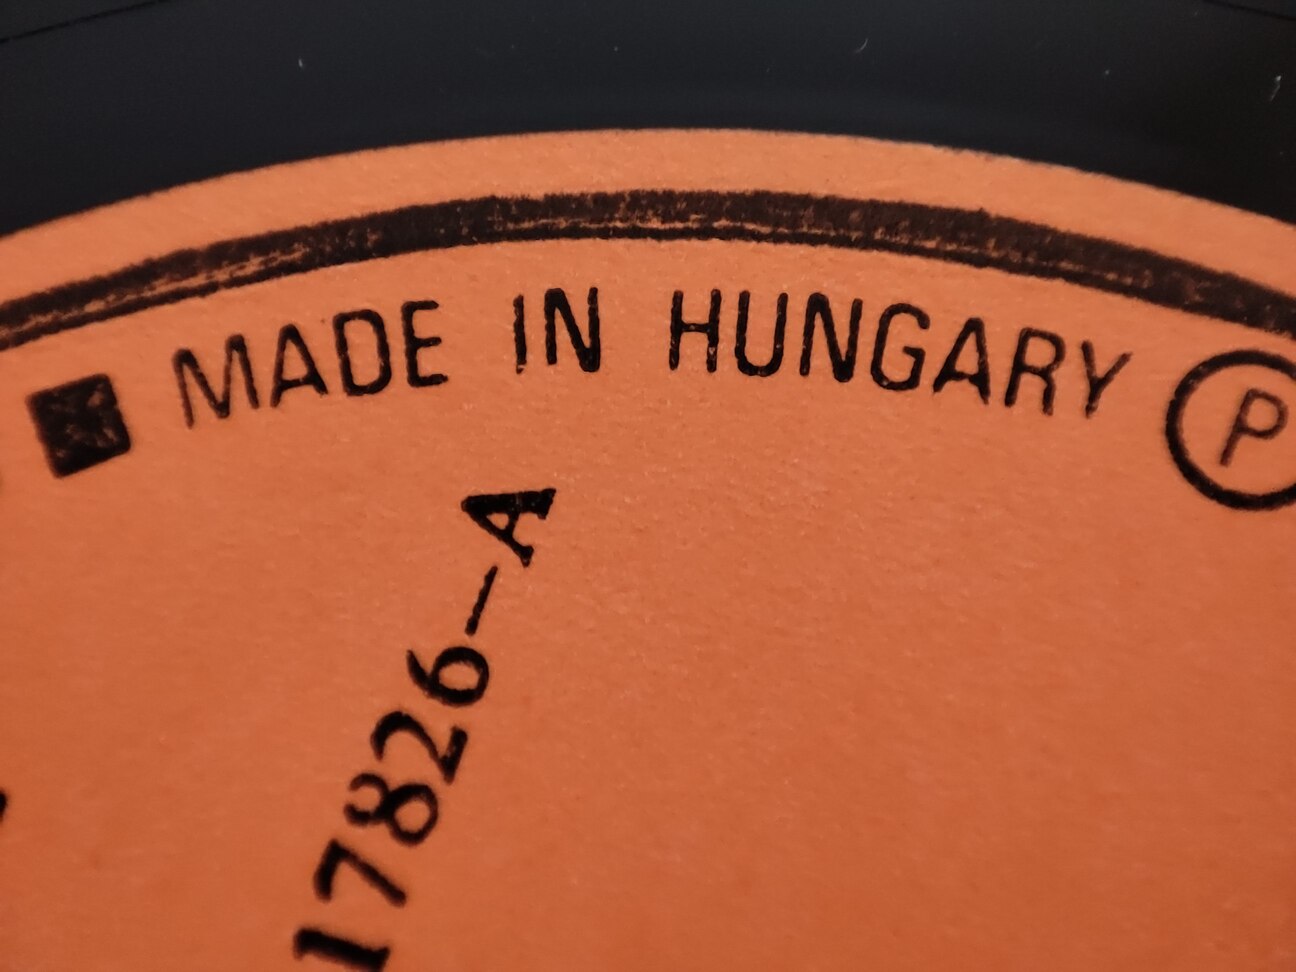 MADE IN HUNGARY Ⓟ
17826-A